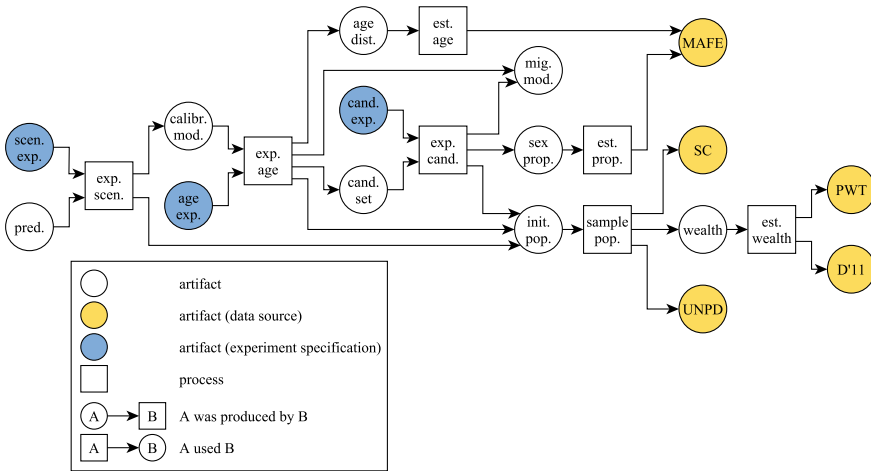 age
dist.
est.
age
MAFE
mig.
mod.
cand.
exp.
calibr.
mod.
scen.
exp.
exp.
age
exp.
cand.
sex
prop.
est.
prop.
SC
exp.
scen.
cand.
set
age
exp.
PWT
pred.
init.
pop.
sample
pop.
wealth
est.
wealth
D'11
UNPD
artifact
artifact (data source)
artifact (experiment specification)
process
A B A was produced by B
A B A used B